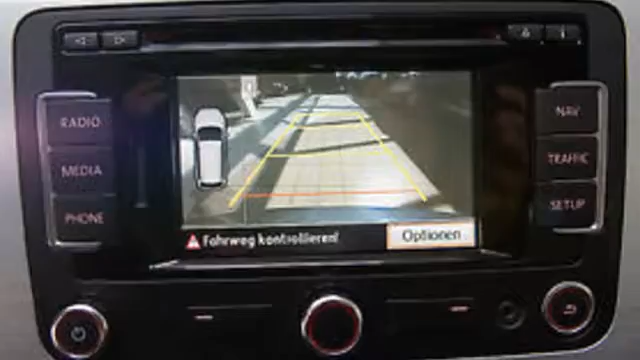 RADIO
MEDIA
PHONE
NAV
TRAFFIC
SETUP
Fahrweg kontrollieren!
Optionen